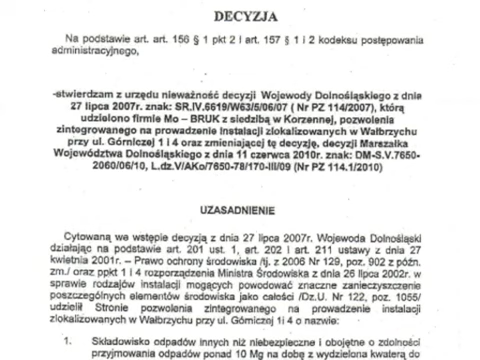 DECYZJA
Na podstawie art. art. 156 § 1 pkt 2 i art. 157 § 1 i 2 kodeksu postępowania
administracyjnego,
-stwierdzam z urzędu nieważność decyzji Wojewody Dolnośląskiego z dnia
27 lipca 2007r. znak: SR.IV.6619/W63/5/06/07 ( Nr PZ 114/2007), którą
udzielono firmie Mo – BRUK z siedzibą w Korzennej, pozwolenia
zintegrowanego na prowadzenie instalacji zlokalizowanych w Wałbrzychu
przy ul. Górniczej 1 i 4 oraz zmieniającej tę decyzję, decyzji Marszałka
Województwa Dolnośląskiego z dnia 11 czerwca 2010r. znak: DM-S.V.7650-
2060/06/10, L.dz.V/AKo/7650-78/170-III/09 (Nr PZ 114.1/2010)
UZASADNIENIE
Cytowaną we wstępie decyzją z dnia 27 lipca 2007r. Wojewoda Dolnośląski
działając na podstawie art. 201 ust. 1, art. 202 i art. 211 ustawy z dnia 27
kwietnia 2001r. – Prawo ochrony środowiska /tj. z 2006 Nr 129, poz. 902 z późn.
zm./ oraz ppkt 1 i 4 rozporządzenia Ministra Środowiska z dnia 26 lipca 2002r. w
sprawie rodzajów instalacji mogących powodować znaczne zanieczyszczenie
poszczególnych elementów środowiska jako całości /Dz.U. Nr 122, poz. 1055/
udzielił Stronie pozwolenia zintegrowanego na prowadzenie instalacji
zlokalizowanych w Wałbrzychu przy ul. Górniczej 1i 4 o nazwie:
1. Składowisko odpadów innych niż niebezpieczne i obojętne o zdolności
przyjmowania odpadów ponad 10 Mg na dobę z wydzieloną kwaterą do